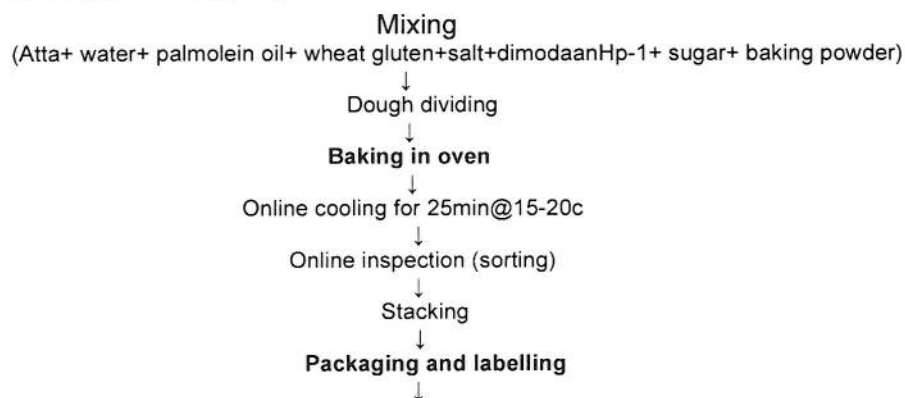 Mixing
(Atta+ water+ palmolein oil+ wheat gluten+salt+dimodaanHp-1+ sugar+ baking powder)
↓
Dough dividing
↓
Baking in oven
↓
Online cooling for 25min@15-20c
↓
Online inspection (sorting)
↓
Stacking
↓
Packaging and labelling
↓